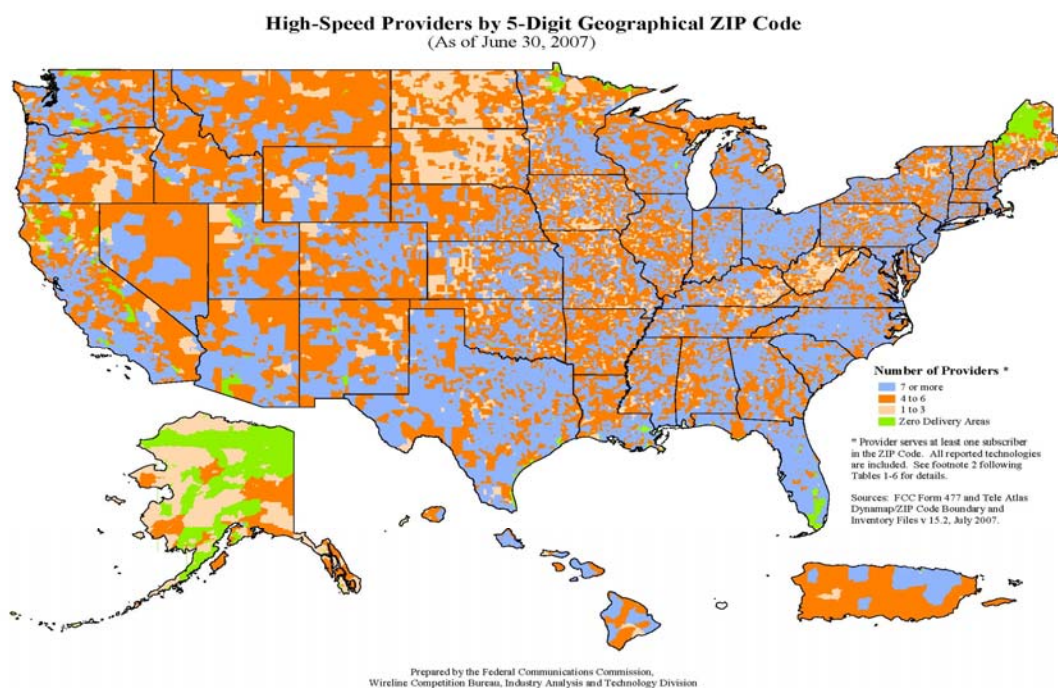 High-Speed Providers by 5-Digit Geographical ZIP Code
(As of June 30, 2007)
Number of Providers *
7 or more
4 to 6
1 to 3
Zero Delivery Areas
* Provider serves at least one subscriber
in the ZIP Code. All reported technologies
are included. See footnote 2 following
Tables 1-6 for details.
Sources: FCC Form 477 and Tele Atlas
Dynamap/ZIP Code Boundary and
Inventory Files v 15.2, July 2007.
Prepared by the Federal Communications Commission,
Wireline Competition Bureau, Industry Analysis and Technology Division